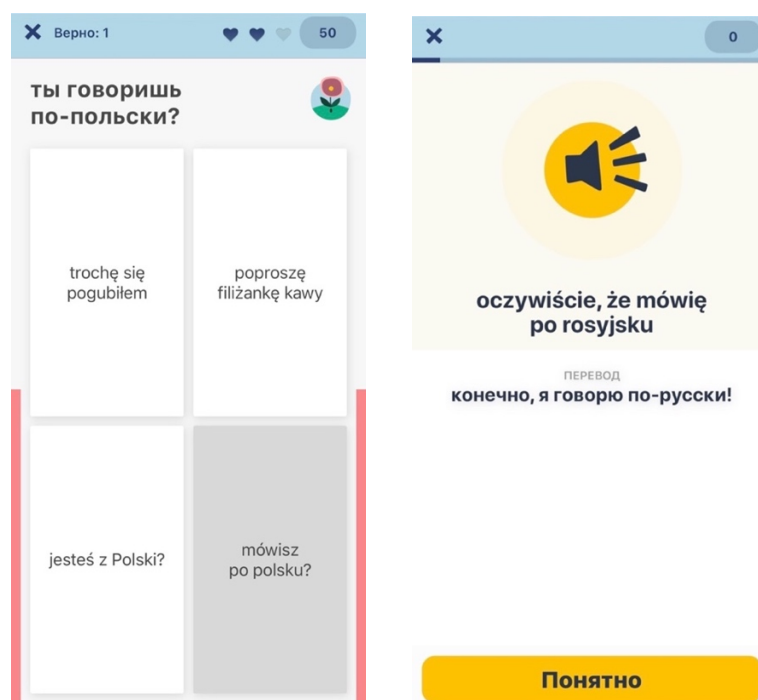 Верно: 1
50
ты говоришь
по-польски?
trochę się
pogubiłem
poproszę
filiżankę kawy
jesteś z Polski?
mówisz
po polsku?
0
oczywiście, że mówię
po rosyjsku
ПЕРЕВОД
конечно, я говорю по-русски!
Понятно